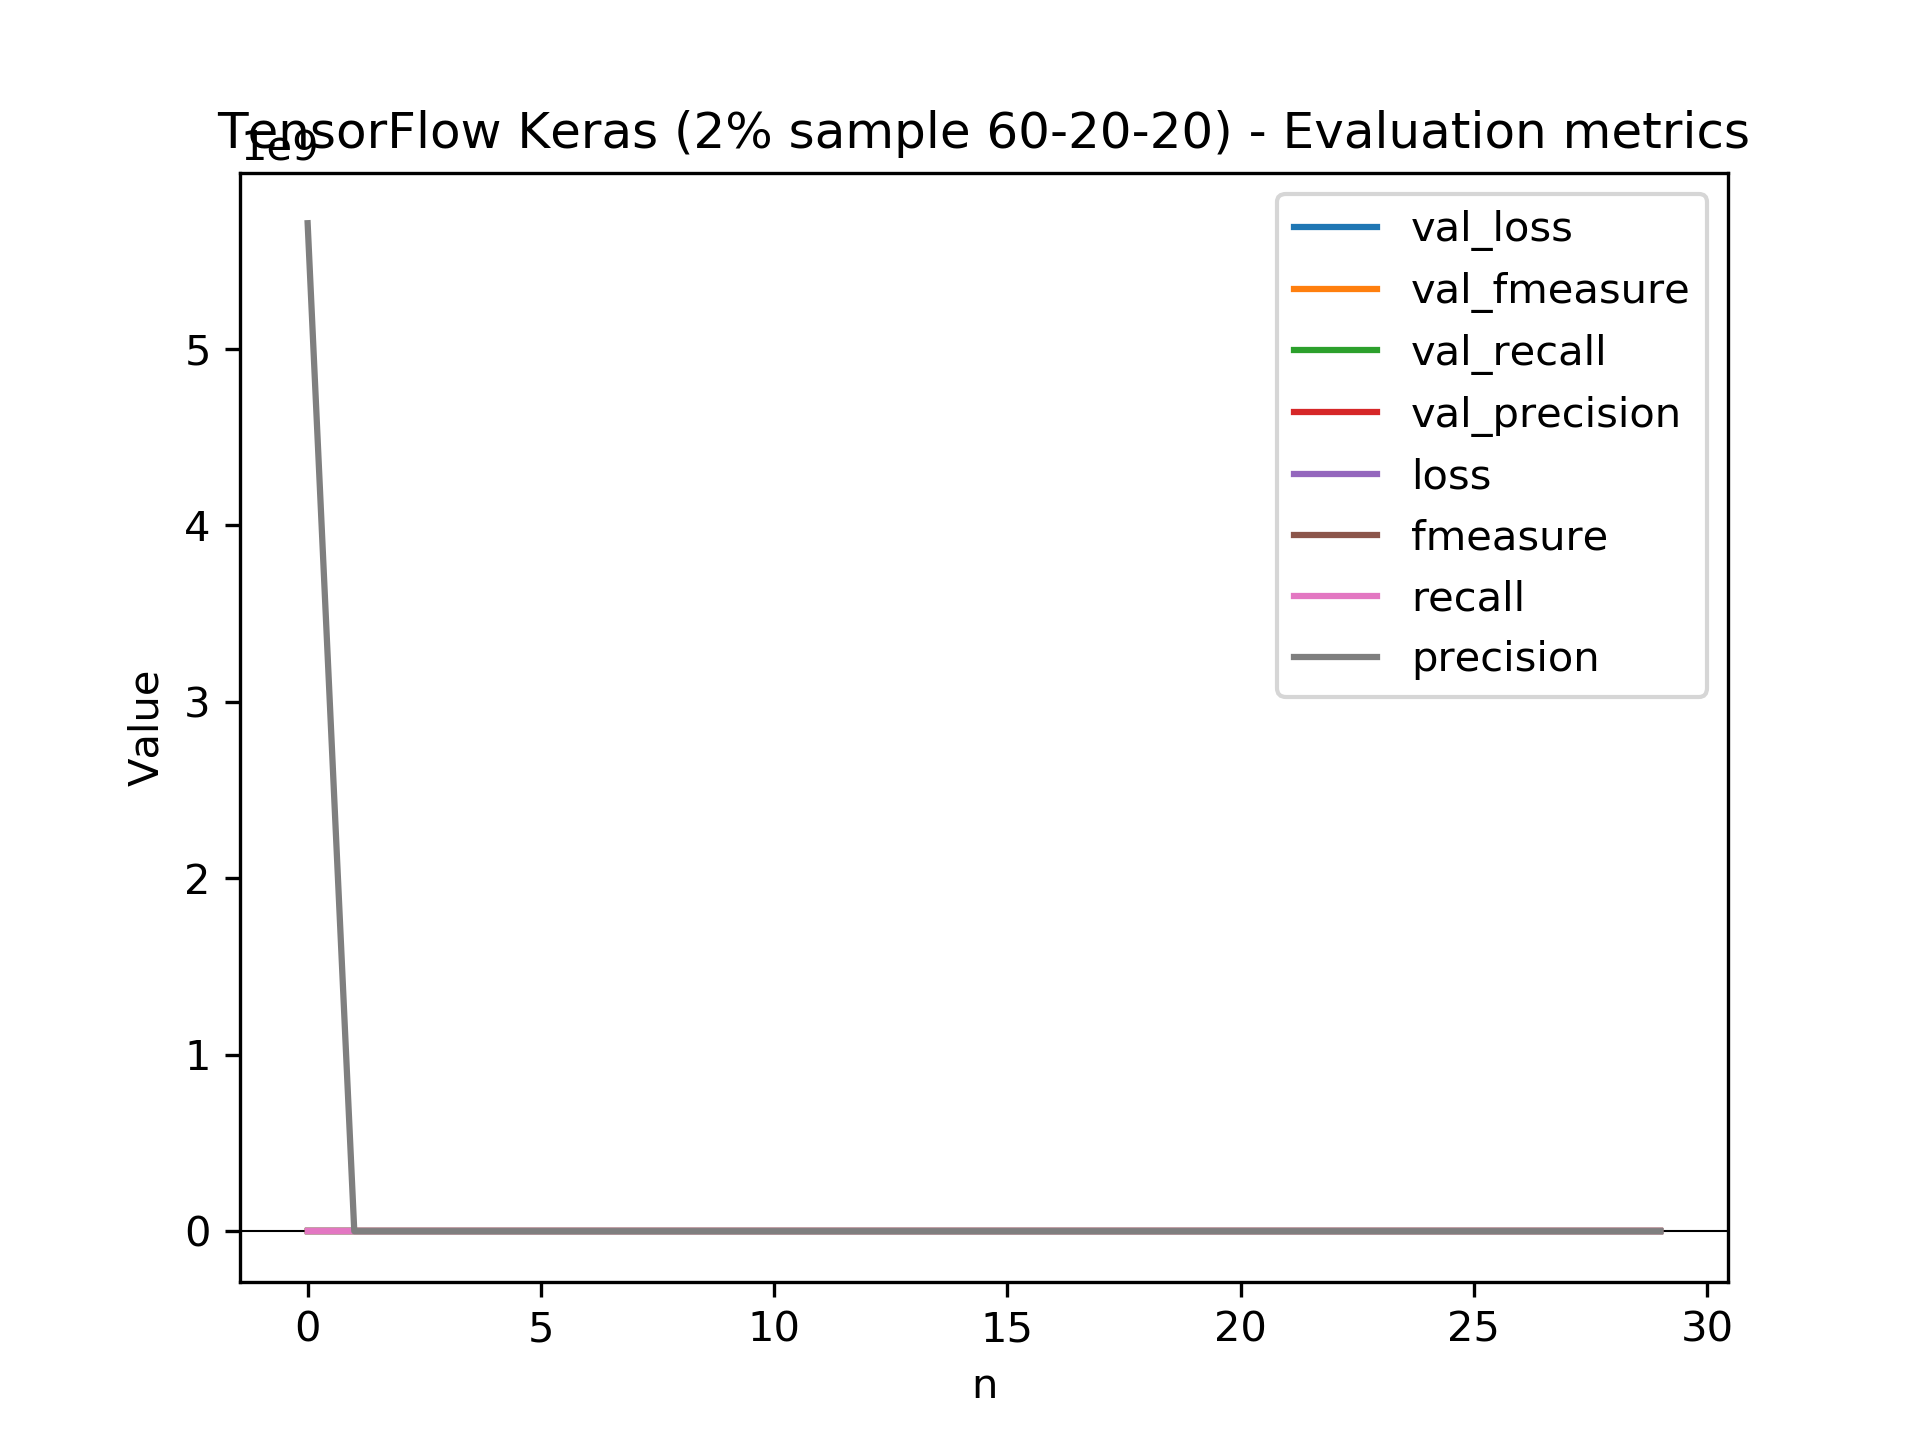 TensorFlow Keras (2% sample 60-20-20) - Evaluation metrics
1e9
val_loss
val_fmeasure
val_recall
val_precision
loss
fmeasure
recall
precision
Value
5
4
3
2
1
0
0 5 10 15 20 25 30
n